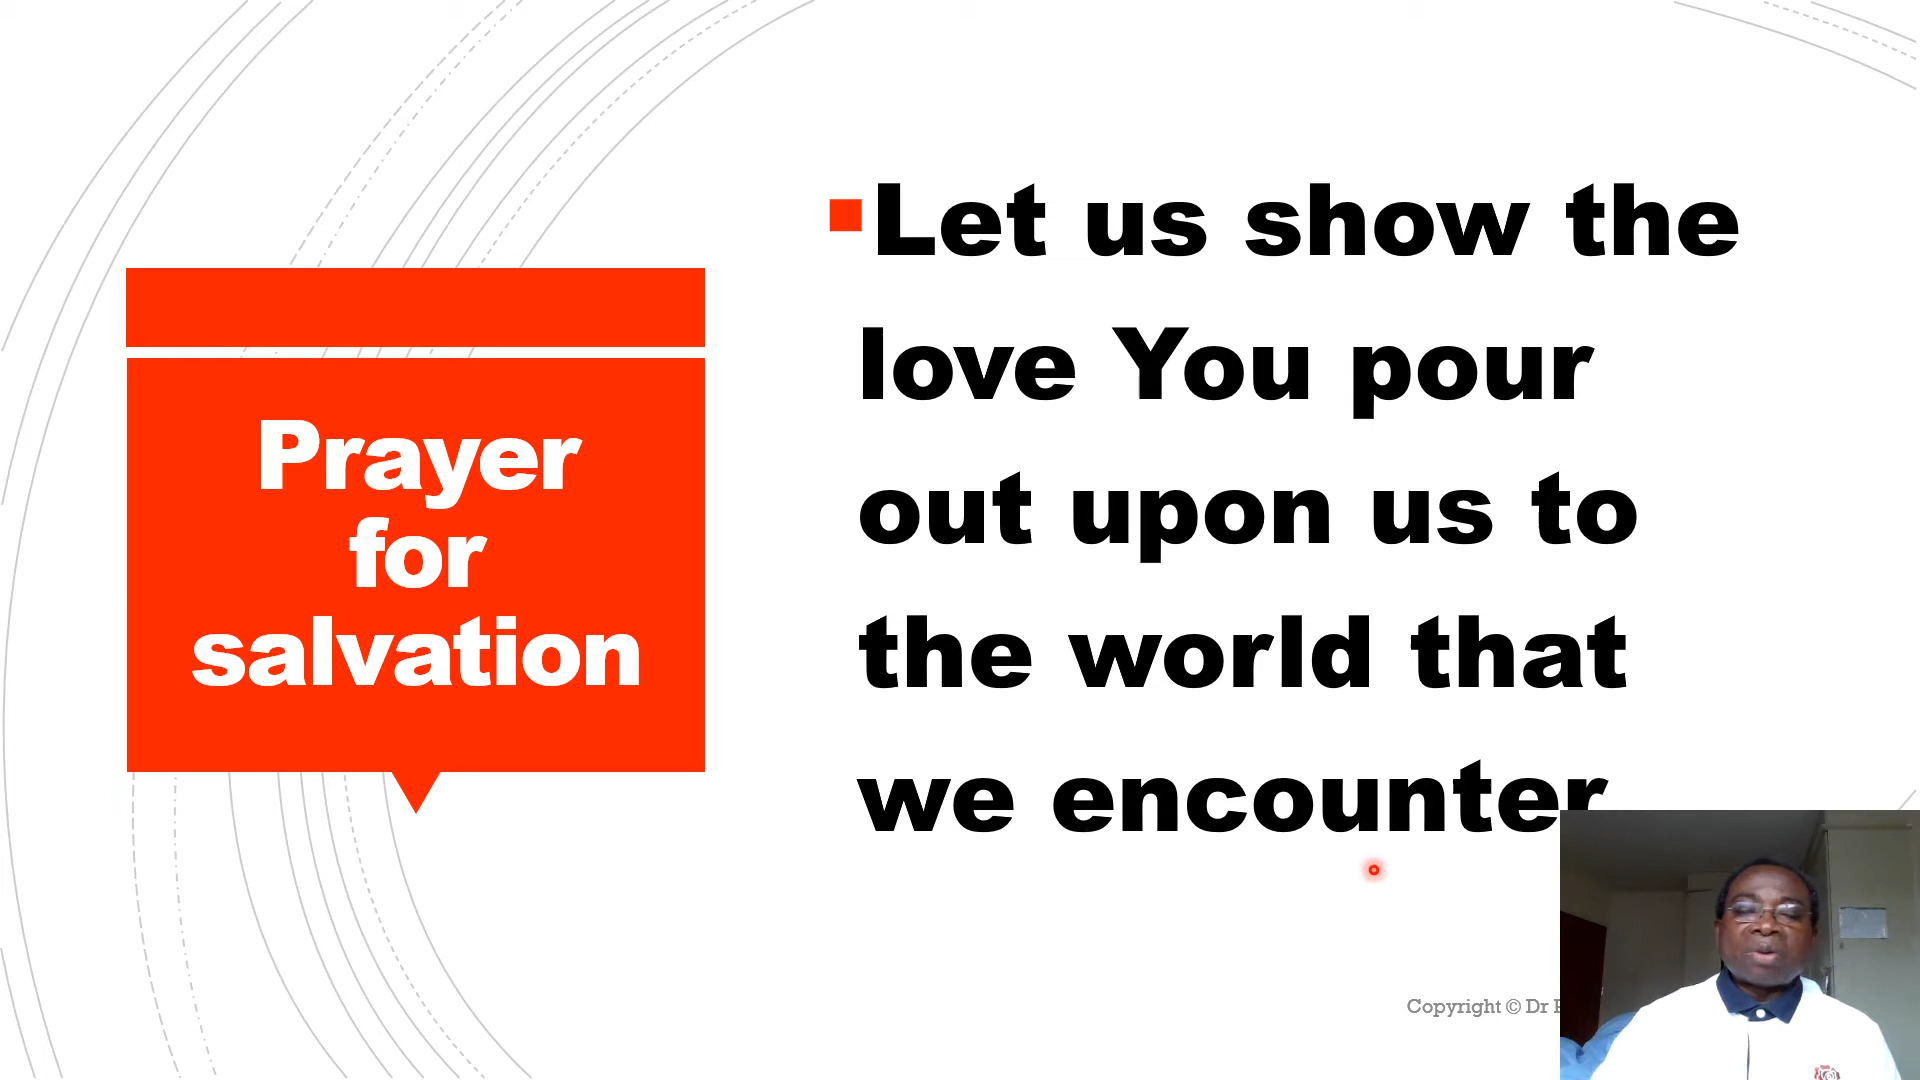 Prayer
for
salvation
Let us show the
love You pour
out upon us to
the world that
we encounter
Copyright © Dr